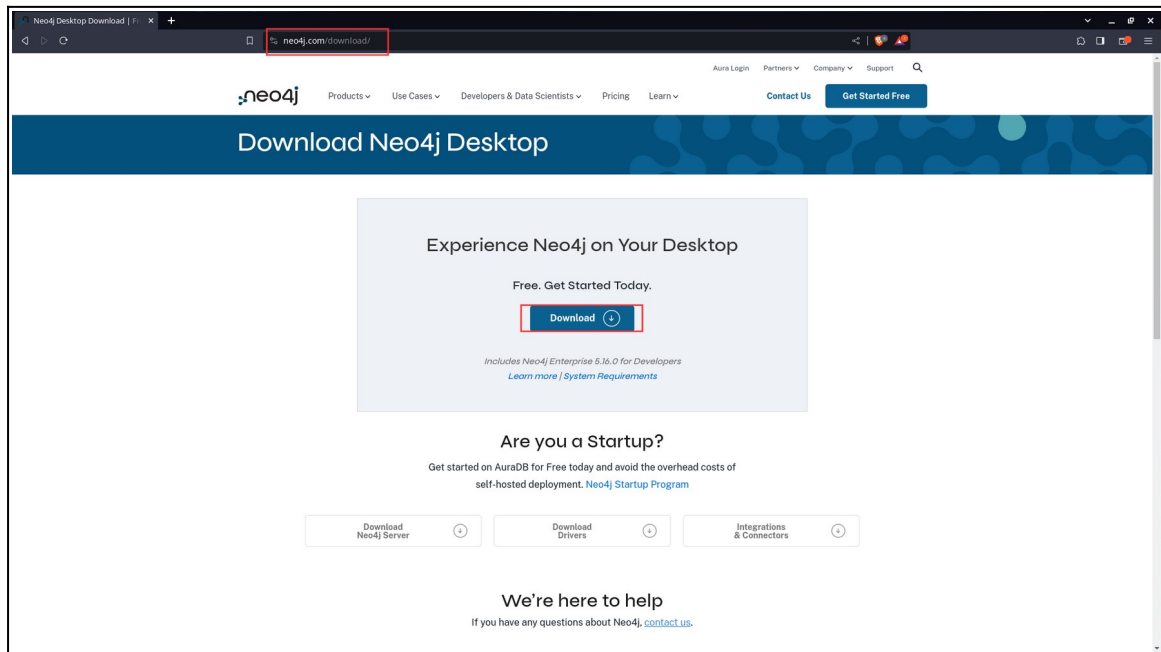 Neo4j Desktop Download | Fr
neo4j.com/download/
Aura Login Partners Company Support
neo4j Products Use Cases Developers & Data Scientists Pricing Learn Contact Us Get Started Free
Download Neo4j Desktop
Experience Neo4j on Your Desktop
Free. Get Started Today.
Download
Includes Neo4j Enterprise 5.16.0 for Developers
Learn more | System Requirements
Are you a Startup?
Get started on AuraDB for Free today and avoid the overhead costs of
self-hosted deployment. Neo4j Startup Program
Download
Neo4j Server
Download
Drivers
Integrations
& Connectors
We're here to help
If you have any questions about Neo4j, contact us.